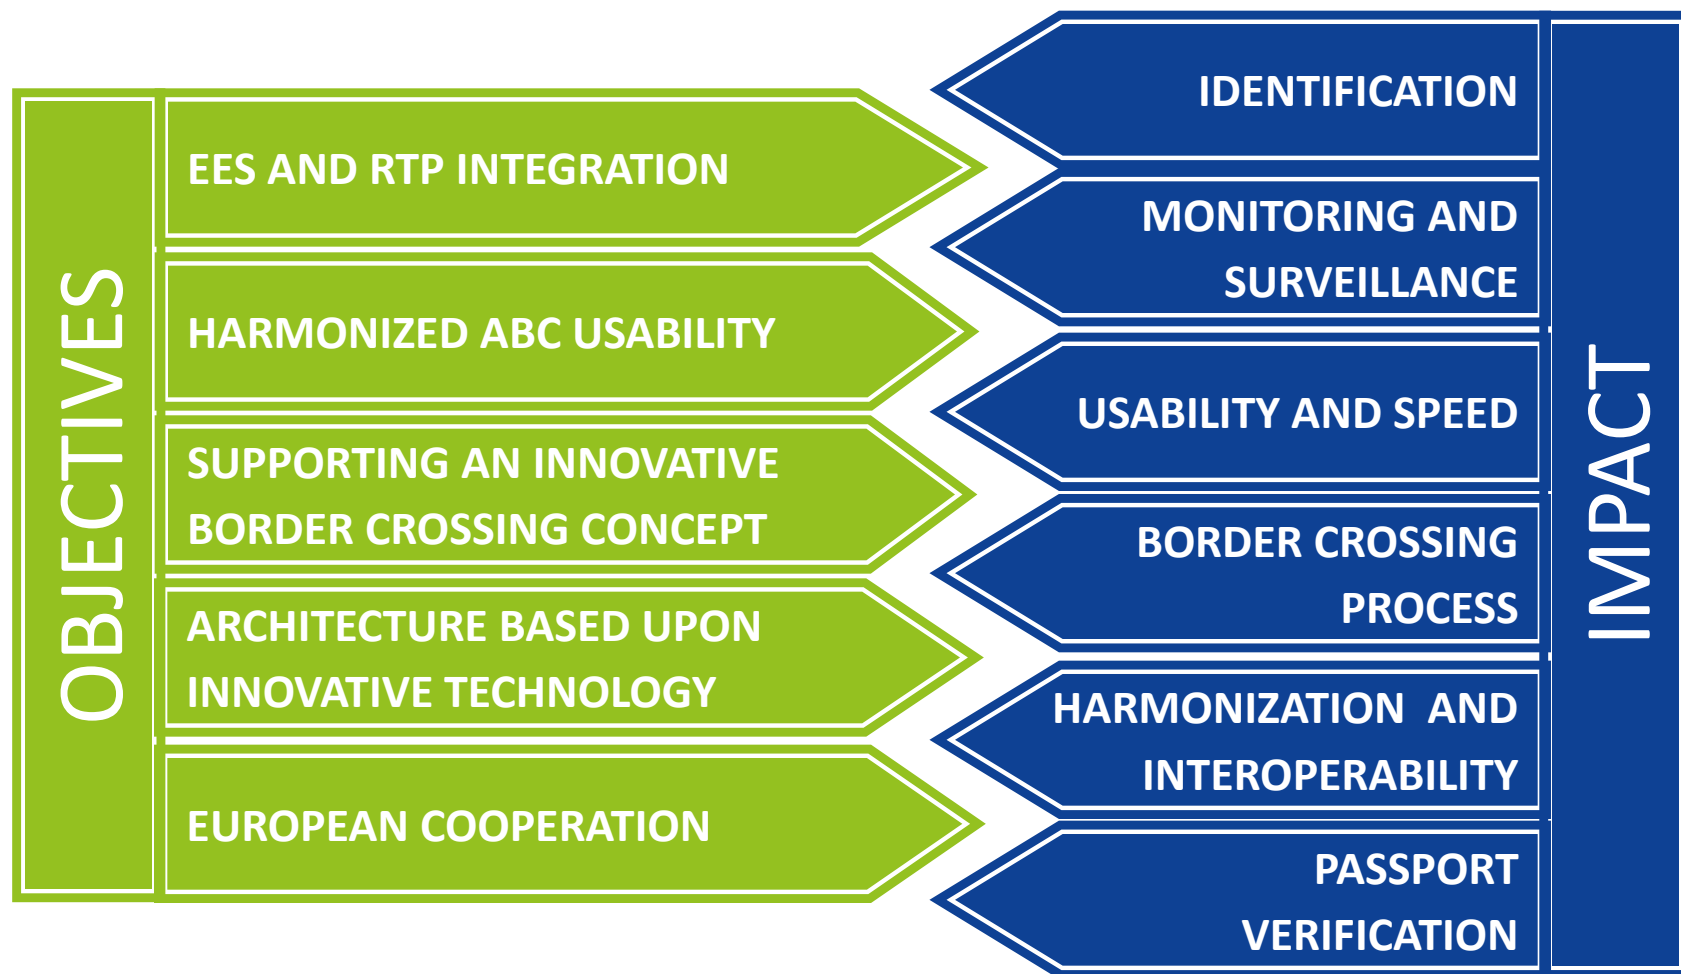 OBJECTIVES
EES AND RTP INTEGRATION
HARMONIZED ABC USABILITY
SUPPORTING AN INNOVATIVE
BORDER CROSSING CONCEPT
ARCHITECTURE BASED UPON
INNOVATIVE TECHNOLOGY
EUROPEAN COOPERATION
IDENTIFICATION
MONITORING AND
SURVEILLANCE
USABILITY AND SPEED
BORDER CROSSING
PROCESS
HARMONIZATION  AND
INTEROPERABILITY
PASSPORT
VERIFICATION
IMPACT